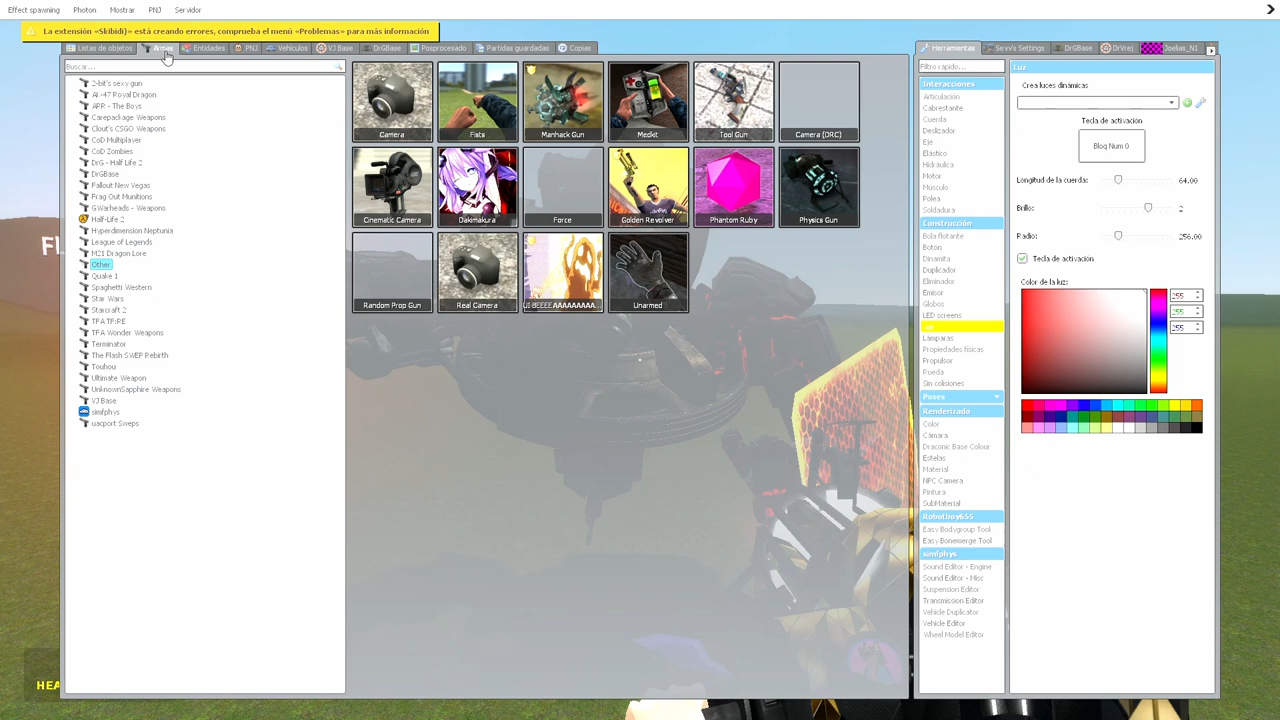 Effect spawning Photon Mostrar PNJ Servidor
La extensión «Skibidi)» está creando errores, comprueba el menú «Problemas» para más información
Listas de objetos Armas Entidades PNJ Vehículos VJ Base DrGBase Posprocesado Partidas guardadas Copias
Herramientas Sevv's Settings DrGBase DrVrej Joelias_N1
Buscar...
2-bit's sexy gun
AK-47 Royal Dragon
ARR - The Boys
Carepackage Weapons
Clout's CSGO Weapons
CoD Multiplayer
CoD Zombies
DrG - Half Life 2
DrGBase
Fallout New Vegas
Frag Out Munitions
GWarheads - Weapons
Half-Life 2
Hyperdimension Neptunia
League of Legends
M21 Dragon Lore
Other
Quake 1
Spaghetti Western
Star Wars
Starcraft 2
TFA TF:RE
TFA Wonder Weapons
Terminator
The Flash SWEP Rebirth
Touhou
Ultimate Weapon
UnknownSapphire Weapons
VJ Base
simfphys
uacport Sweps
Camera Fists Manhack Gun Medkit Tool Gun Camera (DRC)
Cinematic Camera Dakimakura Force Golden Revolver Phantom Ruby Physics Gun
Random Prop Gun Real Camera Unarmed
Filtro rápido...
Interacciones
Articulación
Cabrestante
Cuerda
Deslizador
Eje
Elástico
Hidráulica
Motor
Músculo
Polea
Soldadura
Construcción
Bola flotante
Botón
Dinamita
Duplicador
Eliminador
Emisor
Globos
LED screens
Luz
Lámparas
Propiedades físicas
Propulsor
Rueda
Sin colisiones
Poses
Renderizado
Color
Cámara
Draconic Base Colour
Estelas
Material
NPC Camera
Pintura
SubMaterial
Robotboy655
Easy Bodygroup Tool
Easy Bonemerge Tool
simfphys
Sound Editor - Engine
Sound Editor - Misc
Suspension Editor
Transmission Editor
Vehicle Duplicator
Vehicle Editor
Wheel Model Editor
Luz
Crea luces dinámicas
Tecla de activación
Bloq Num 0
Longitud de la cuerda: 64.00
Brillo: 2
Radio: 256.00
Tecla de activación
Color de la luz:
255
255
255
HEA